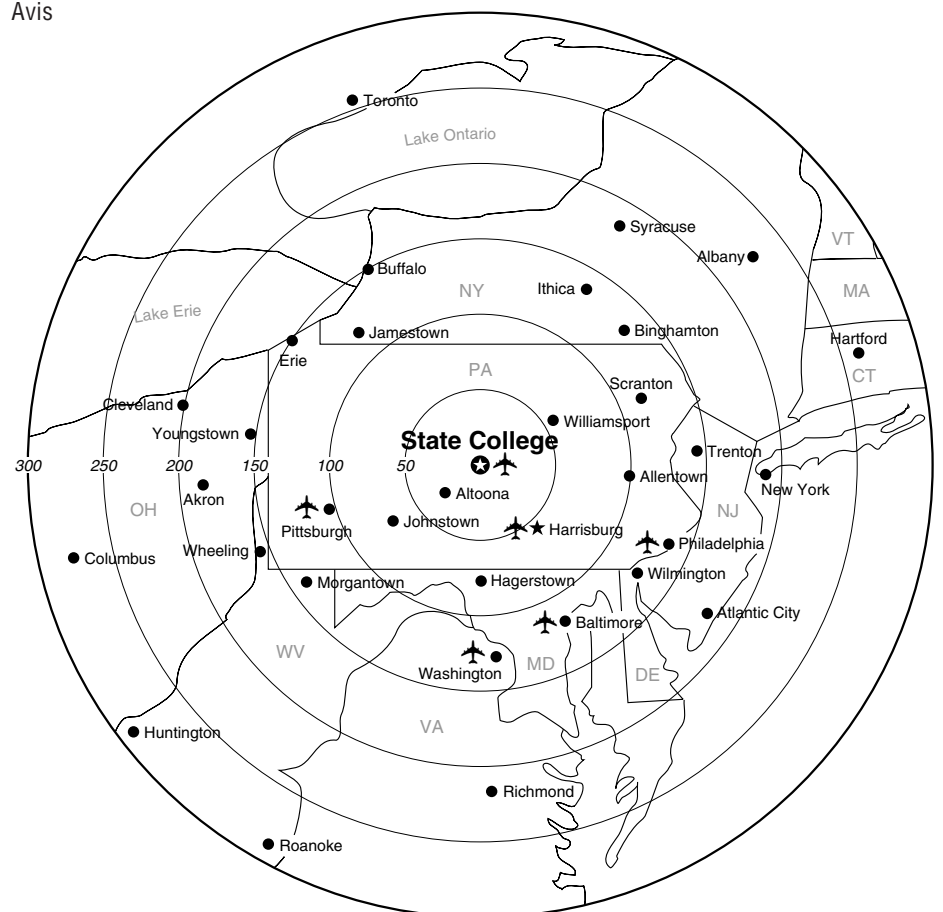 Avis
Toronto
Lake Ontario
Syracuse
VT
Albany
Buffalo
NY
Ithica
MA
Lake Erie
Jamestown
Binghamton
Hartford
Erie
PA
CT
Scranton
Cleveland
Williamsport
Youngstown
State College
Trenton
300 250 200 150 100 50
Allentown
New York
Akron
Altoona
OH
NJ
Pittsburgh
Johnstown
Harrisburg
Philadelphia
Wheeling
Columbus
Wilmington
Morgantown
Hagerstown
Atlantic City
Baltimore
WV
MD
Washington
DE
VA
Huntington
Richmond
Roanoke